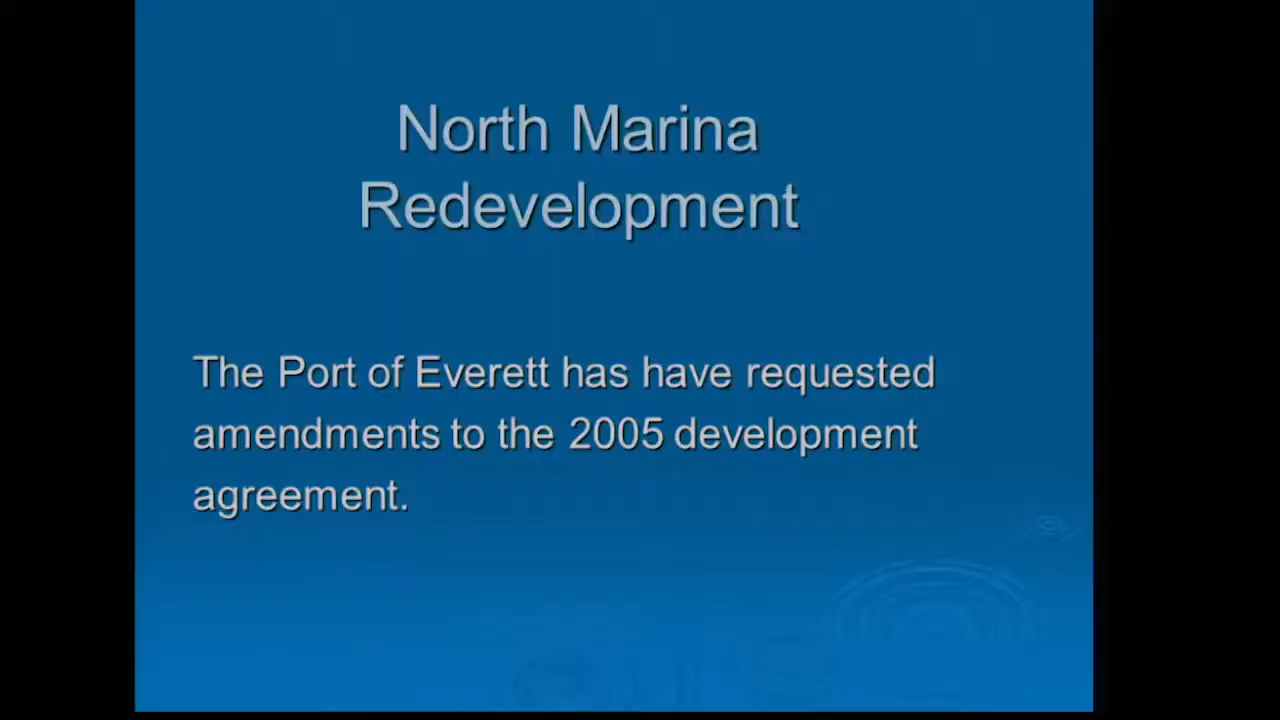 North Marina
Redevelopment
The Port of Everett has have requested
amendments to the 2005 development
agreement.